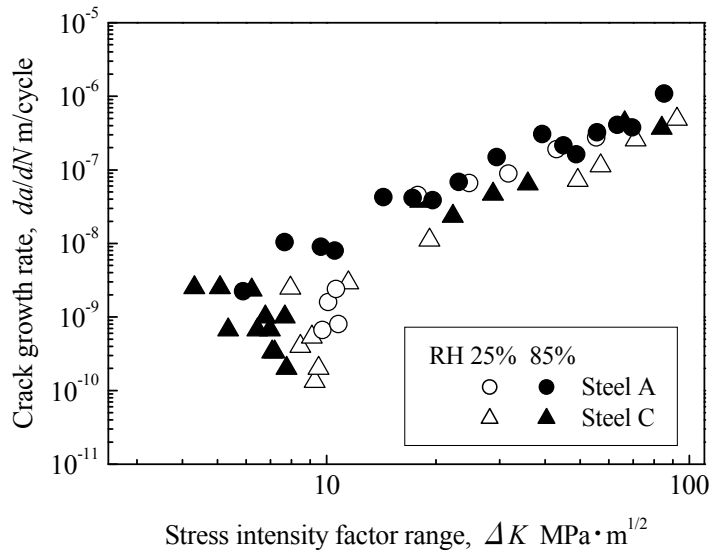 10⁻⁵
10⁻⁶
10⁻⁷
10⁻⁸
10⁻⁹
10⁻¹⁰
10⁻¹¹
Crack growth rate, da/dN m/cycle
RH 25% 85%
Steel A
Steel C
10
100
Stress intensity factor range, ΔK MPa・m¹/²